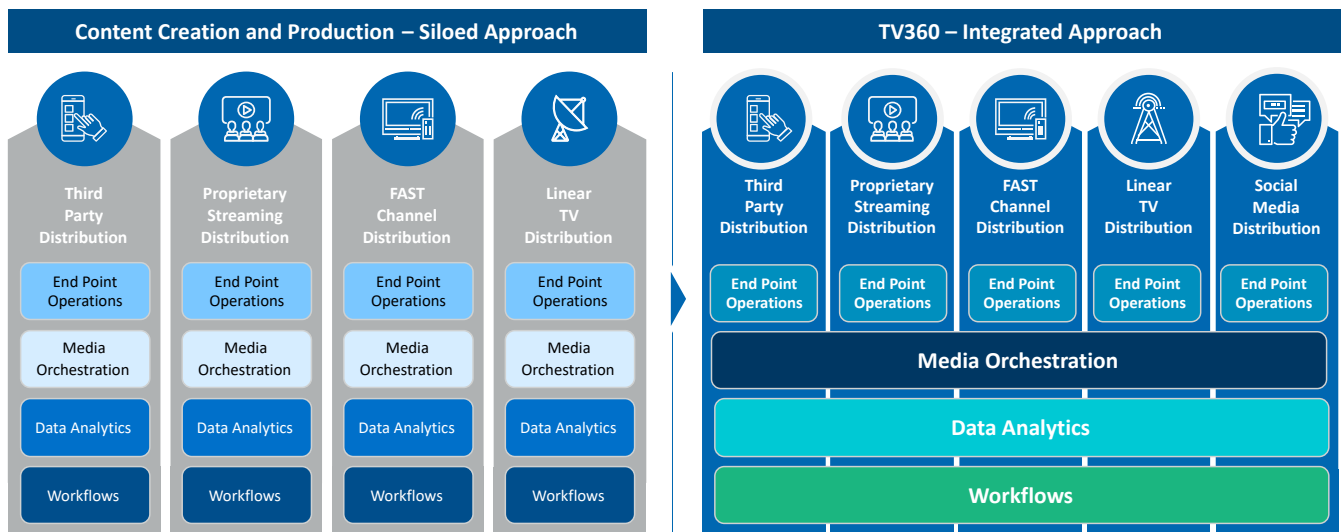 Content Creation and Production – Siloed Approach
Third
Party
Distribution
End Point
Operations
Media
Orchestration
Data Analytics
Workflows
Proprietary
Streaming
Distribution
End Point
Operations
Media
Orchestration
Data Analytics
Workflows
FAST
Channel
Distribution
End Point
Operations
Media
Orchestration
Data Analytics
Workflows
Linear
TV
Distribution
End Point
Operations
Media
Orchestration
Data Analytics
Workflows
TV360 – Integrated Approach
Third
Party
Distribution
End Point
Operations
Proprietary
Streaming
Distribution
End Point
Operations
FAST
Channel
Distribution
End Point
Operations
Linear
TV
Distribution
End Point
Operations
Social
Media
Distribution
End Point
Operations
Media Orchestration
Data Analytics
Workflows